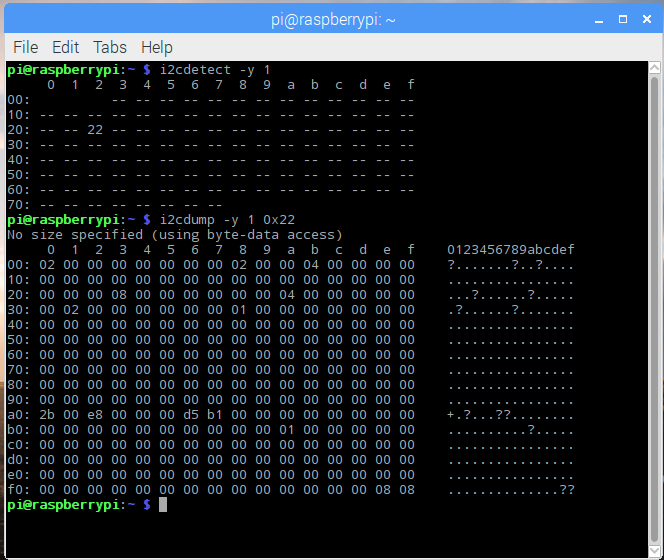 pi@raspberrypi: ~
File Edit Tabs Help
pi@raspberrypi:~ $ i2cdetect -y 1
     0  1  2  3  4  5  6  7  8  9  a  b  c  d  e  f
00:          -- -- -- -- -- -- -- -- -- -- -- -- --
10: -- -- -- -- -- -- -- -- -- -- -- -- -- -- -- --
20: -- -- 22 -- -- -- -- -- -- -- -- -- -- -- -- --
30: -- -- -- -- -- -- -- -- -- -- -- -- -- -- -- --
40: -- -- -- -- -- -- -- -- -- -- -- -- -- -- -- --
50: -- -- -- -- -- -- -- -- -- -- -- -- -- -- -- --
60: -- -- -- -- -- -- -- -- -- -- -- -- -- -- -- --
70: -- -- -- -- -- -- -- --
pi@raspberrypi:~ $ i2cdump -y 1 0x22
No size specified (using byte-data access)
     0  1  2  3  4  5  6  7  8  9  a  b  c  d  e  f    0123456789abcdef
00: 02 00 00 00 00 00 00 00 02 00 00 04 00 00 00 00    ?.......?..?....
10: 00 00 00 00 00 00 00 00 00 00 00 00 00 00 00 00    ................
20: 00 00 00 08 00 00 00 00 00 00 04 00 00 00 00 00    ...?......?.....
30: 00 02 00 00 00 00 00 00 01 00 00 00 00 00 00 00    .?......?.......
40: 00 00 00 00 00 00 00 00 00 00 00 00 00 00 00 00    ................
50: 00 00 00 00 00 00 00 00 00 00 00 00 00 00 00 00    ................
60: 00 00 00 00 00 00 00 00 00 00 00 00 00 00 00 00    ................
70: 00 00 00 00 00 00 00 00 00 00 00 00 00 00 00 00    ................
80: 00 00 00 00 00 00 00 00 00 00 00 00 00 00 00 00    ................
90: 00 00 00 00 00 00 00 00 00 00 00 00 00 00 00 00    ................
a0: 2b 00 e8 00 00 00 d5 b1 00 00 00 00 00 00 00 00    +.?...??........
b0: 00 00 00 00 00 00 00 00 00 00 01 00 00 00 00 00    ..........?.....
c0: 00 00 00 00 00 00 00 00 00 00 00 00 00 00 00 00    ................
d0: 00 00 00 00 00 00 00 00 00 00 00 00 00 00 00 00    ................
e0: 00 00 00 00 00 00 00 00 00 00 00 00 00 00 00 00    ................
f0: 00 00 00 00 00 00 00 00 00 00 00 00 00 00 08 08    ..............??
pi@raspberrypi:~ $